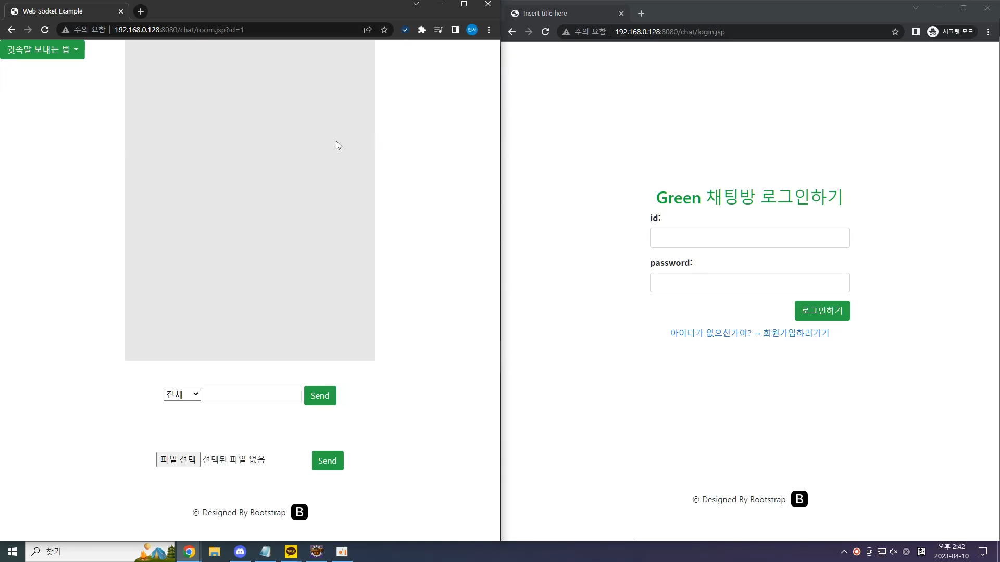 Web Socket Example
주의 요함 192.168.0.128:8080/chat/room.jsp?id=1
현서
귓속말 보내는 법
전체
Send
파일 선택 선택된 파일 없음
Send
© Designed By Bootstrap B
Insert title here
주의 요함 192.168.0.128:8080/chat/login.jsp
시크릿 모드
Green 채팅방 로그인하기
id:
password:
로그인하기
아이디가 없으신가여? → 회원가입하러가기
© Designed By Bootstrap B
찾기
TALK
한
오후 2:42
2023-04-10